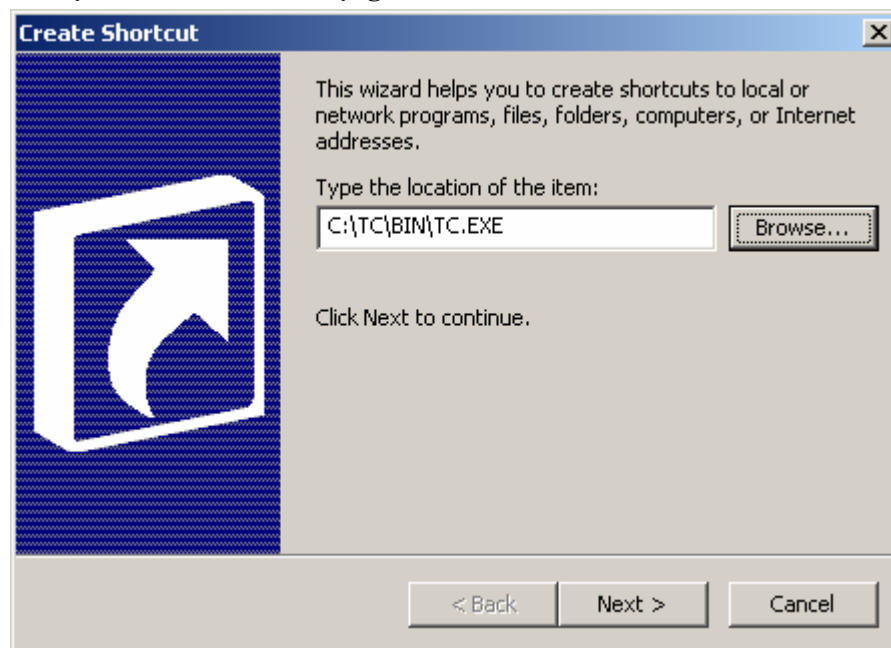 Create Shortcut
This wizard helps you to create shortcuts to local or
network programs, files, folders, computers, or Internet
addresses.
Type the location of the item:
C:\TC\BIN\TC.EXE
Browse...
Click Next to continue.
< Back
Next >
Cancel